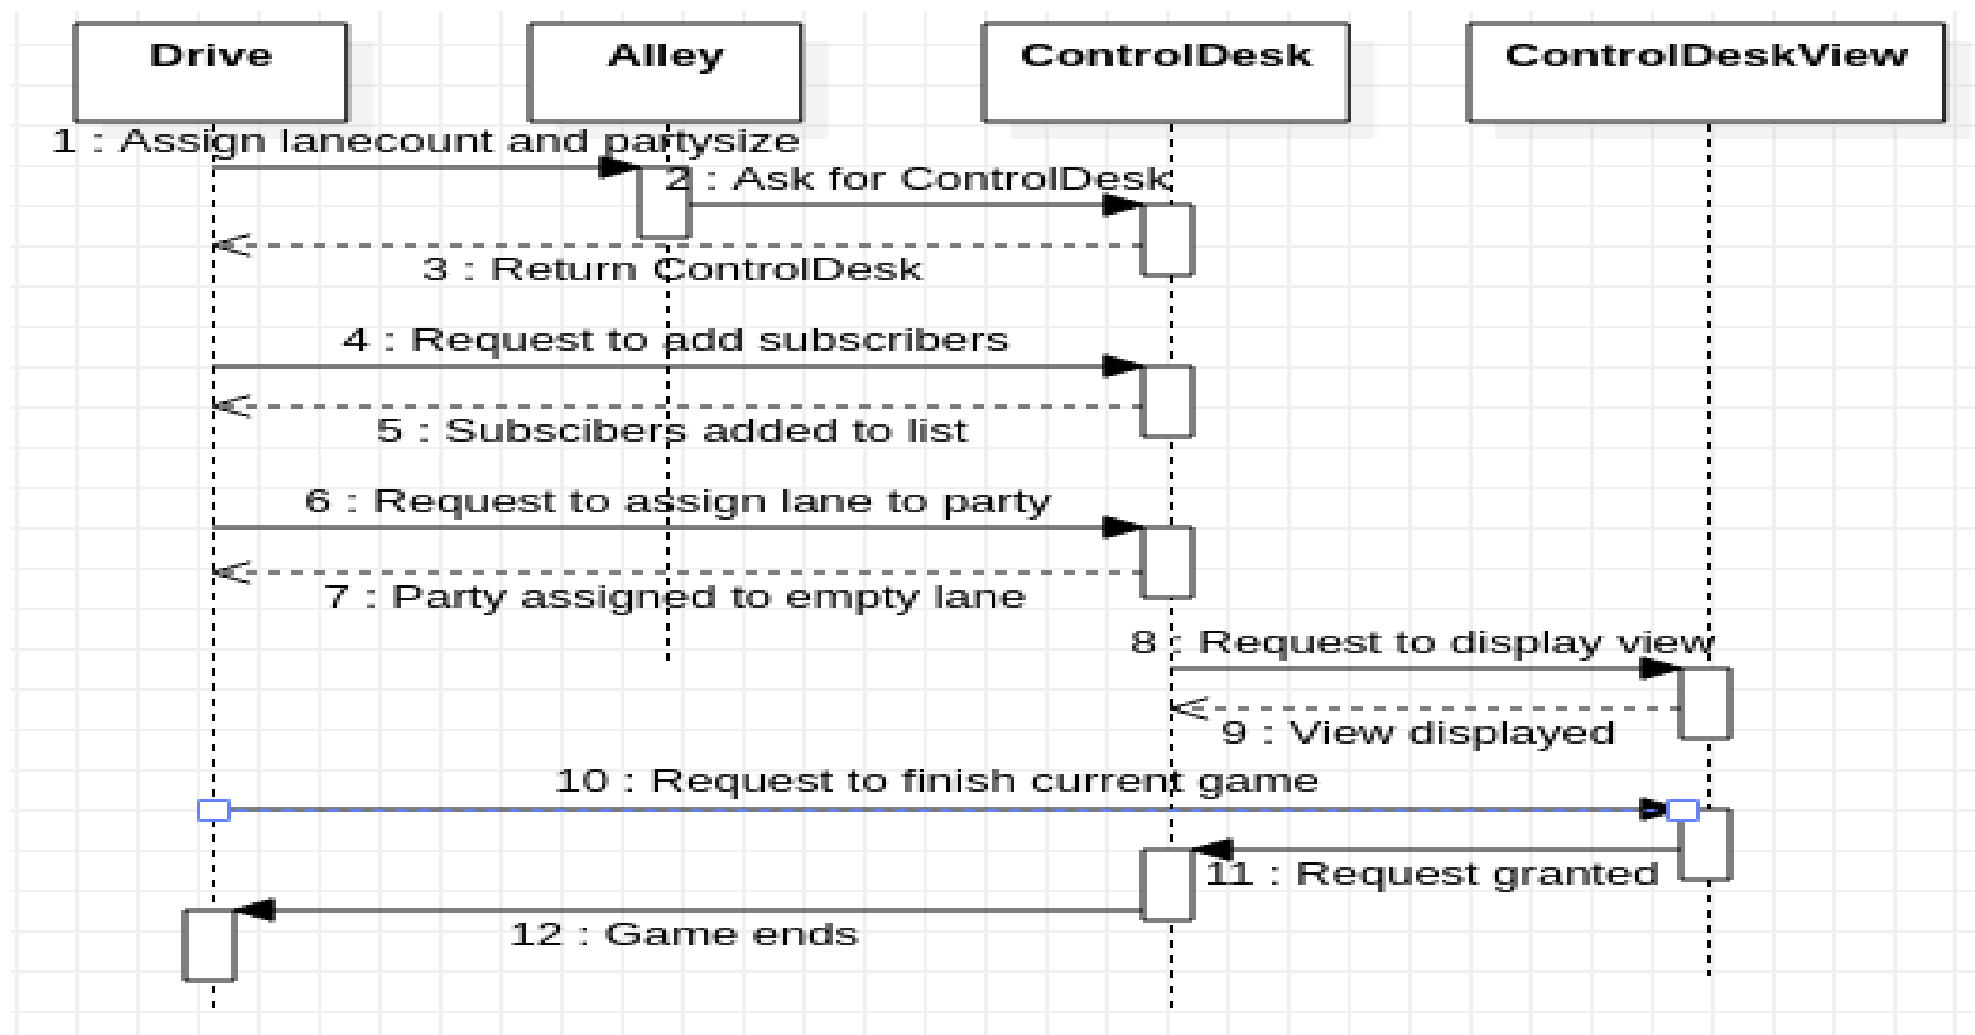 Drive
Alley
ControlDesk
ControlDeskView
1 : Assign lanecount and partysize
2 : Ask for ControlDesk
3 : Return ControlDesk
4 : Request to add subscribers
5 : Subscibers added to list
6 : Request to assign lane to party
7 : Party assigned to empty lane
8 : Request to display view
9 : View displayed
10 : Request to finish current game
11 : Request granted
12 : Game ends